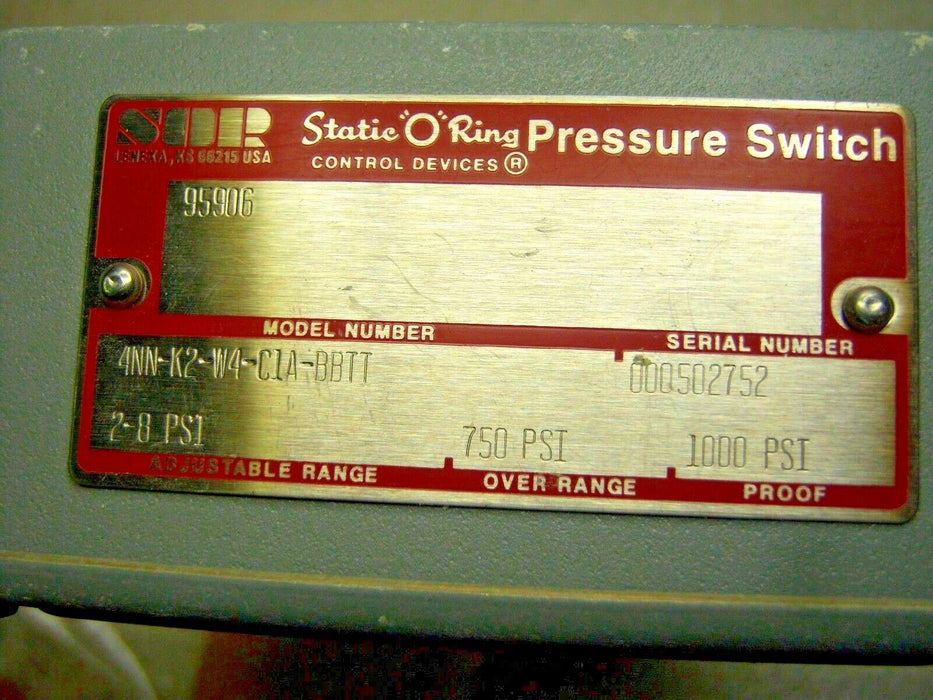 SOR Static "O" Ring Pressure Switch
LENEXA, KS 66215 USA CONTROL DEVICES ®
95906
MODEL NUMBER SERIAL NUMBER
4NN-K2-W4-C1A-BBTT 000502752
2-8 PSI 750 PSI 1000 PSI
ADJUSTABLE RANGE OVER RANGE PROOF